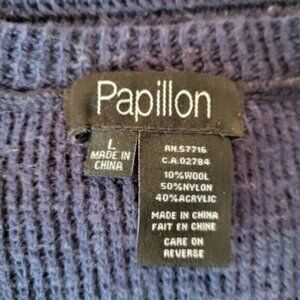 Papillon
L
MADE IN
CHINA
RN.57716
C.A.02784
10%WOOL
50%NYLON
40%ACRYLIC
MADE IN CHINA
FAIT EN CHINE
CARE ON
REVERSE